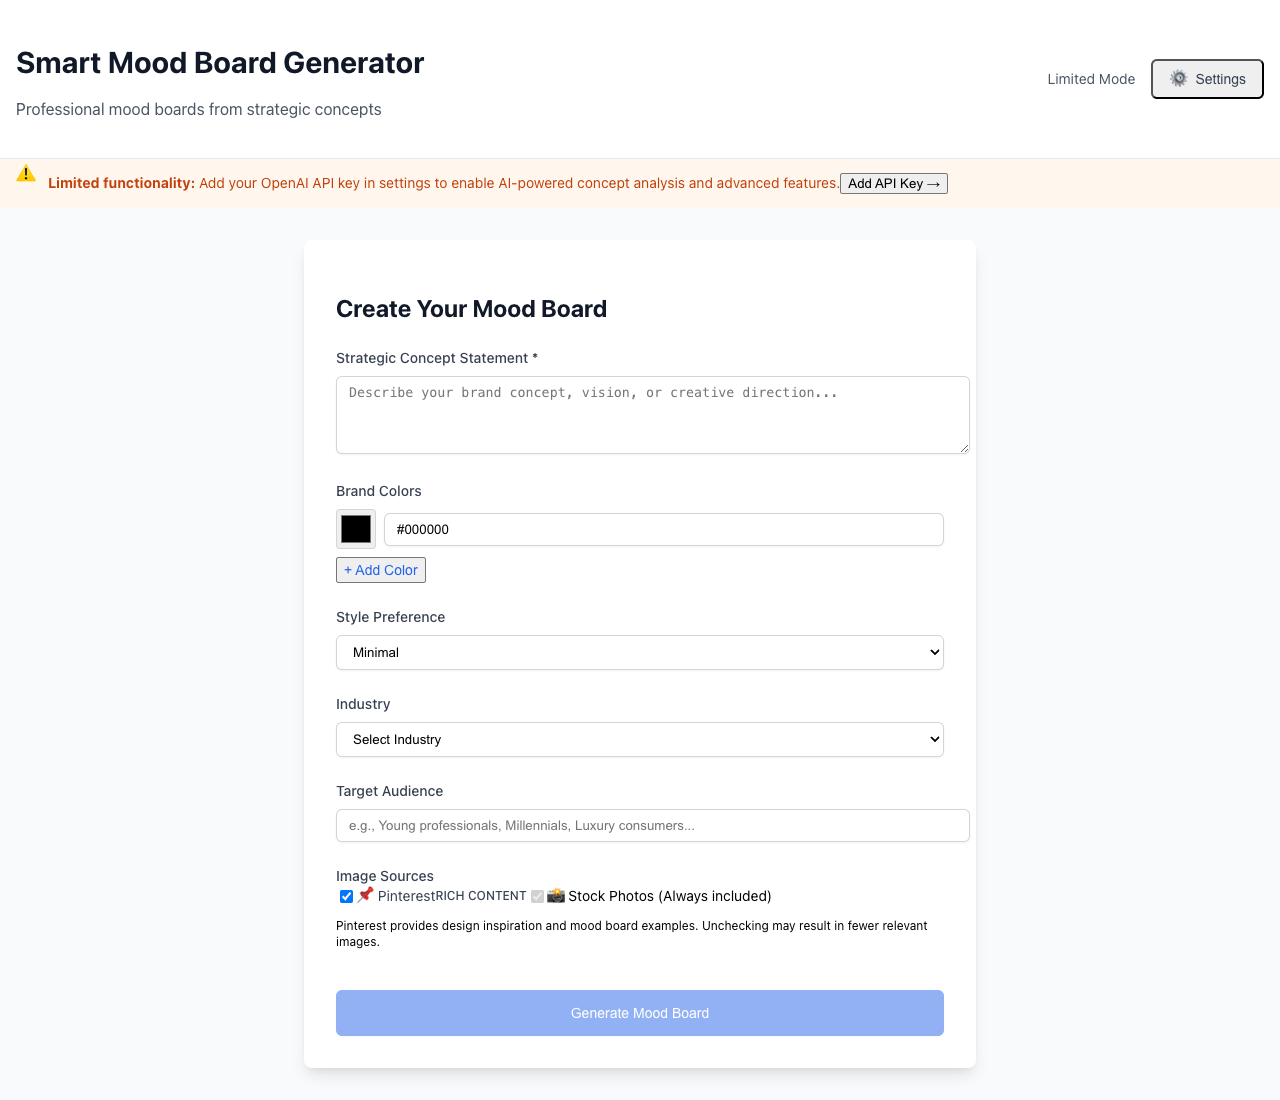 Smart Mood Board Generator
Professional mood boards from strategic concepts
Limited Mode
Settings
Limited functionality: Add your OpenAI API key in settings to enable AI-powered concept analysis and advanced features.
Add API Key →
Create Your Mood Board
Strategic Concept Statement *
Describe your brand concept, vision, or creative direction...
Brand Colors
#000000
+ Add Color
Style Preference
Minimal
Industry
Select Industry
Target Audience
e.g., Young professionals, Millennials, Luxury consumers...
Image Sources
PinterestRICH CONTENT Stock Photos (Always included)
Pinterest provides design inspiration and mood board examples. Unchecking may result in fewer relevant
images.
Generate Mood Board